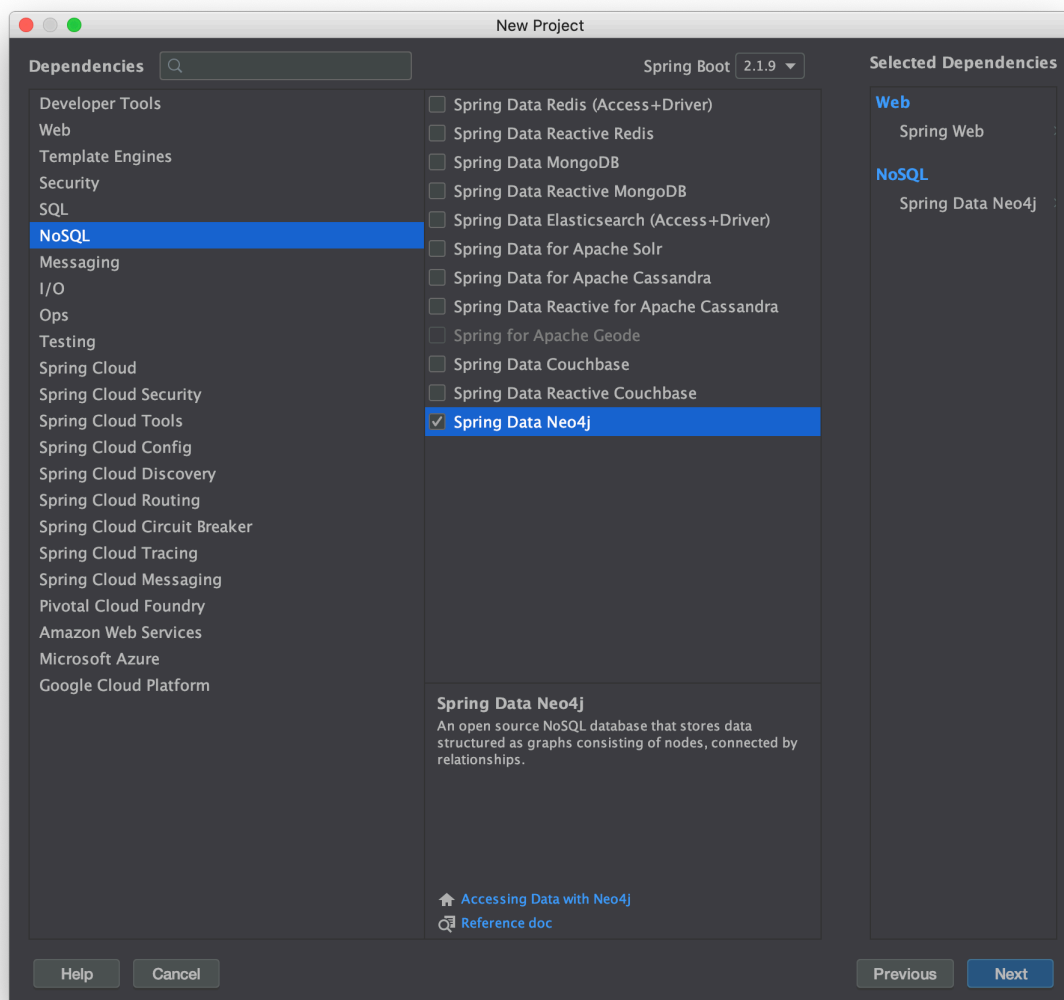 New Project
Dependencies
Spring Boot 2.1.9
Selected Dependencies
Developer Tools
Web
Template Engines
Security
SQL
NoSQL
Messaging
I/O
Ops
Testing
Spring Cloud
Spring Cloud Security
Spring Cloud Tools
Spring Cloud Config
Spring Cloud Discovery
Spring Cloud Routing
Spring Cloud Circuit Breaker
Spring Cloud Tracing
Spring Cloud Messaging
Pivotal Cloud Foundry
Amazon Web Services
Microsoft Azure
Google Cloud Platform
Spring Data Redis (Access+Driver)
Spring Data Reactive Redis
Spring Data MongoDB
Spring Data Reactive MongoDB
Spring Data Elasticsearch (Access+Driver)
Spring Data for Apache Solr
Spring Data for Apache Cassandra
Spring Data Reactive for Apache Cassandra
Spring for Apache Geode
Spring Data Couchbase
Spring Data Reactive Couchbase
Spring Data Neo4j
Spring Data Neo4j
An open source NoSQL database that stores data
structured as graphs consisting of nodes, connected by
relationships.
Accessing Data with Neo4j
Reference doc
Web
Spring Web
NoSQL
Spring Data Neo4j
Help
Cancel
Previous
Next